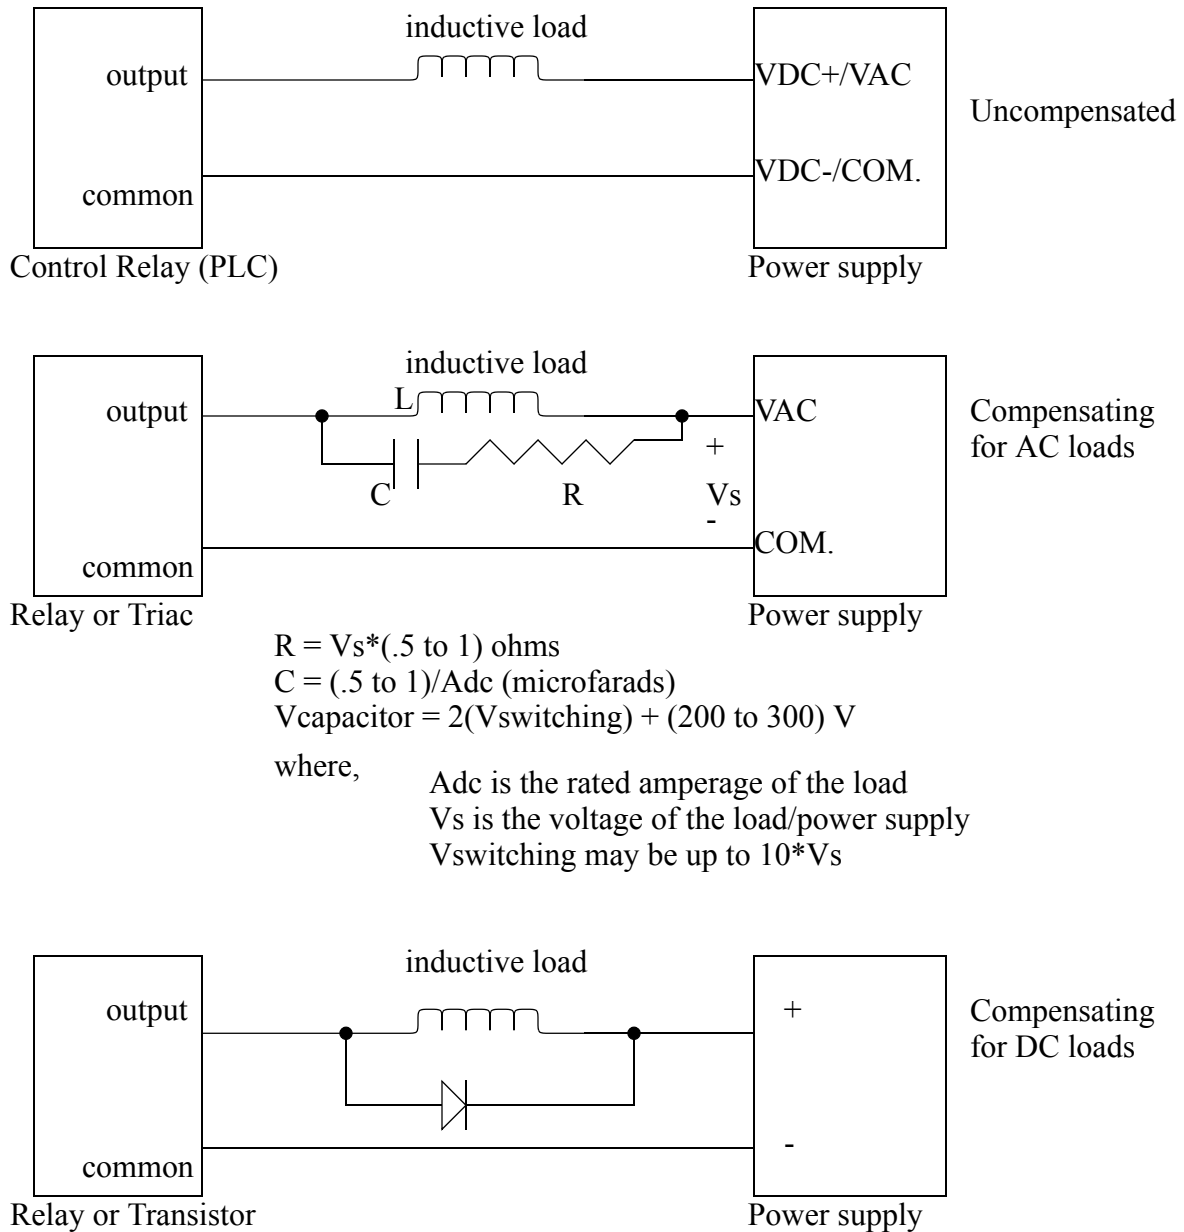 inductive load
output
VDC+/VAC
Uncompensated
VDC-/COM.
common
Control Relay (PLC)
Power supply
inductive load
L
output
VAC
Compensating
for AC loads
+
C
R
Vs
-
COM.
common
Relay or Triac
Power supply
R = Vs*(.5 to 1) ohms
C = (.5 to 1)/Adc (microfarads)
Vcapacitor = 2(Vswitching) + (200 to 300) V
where,
Adc is the rated amperage of the load
Vs is the voltage of the load/power supply
Vswitching may be up to 10*Vs
inductive load
output
+
Compensating
for DC loads
-
common
Relay or Transistor
Power supply